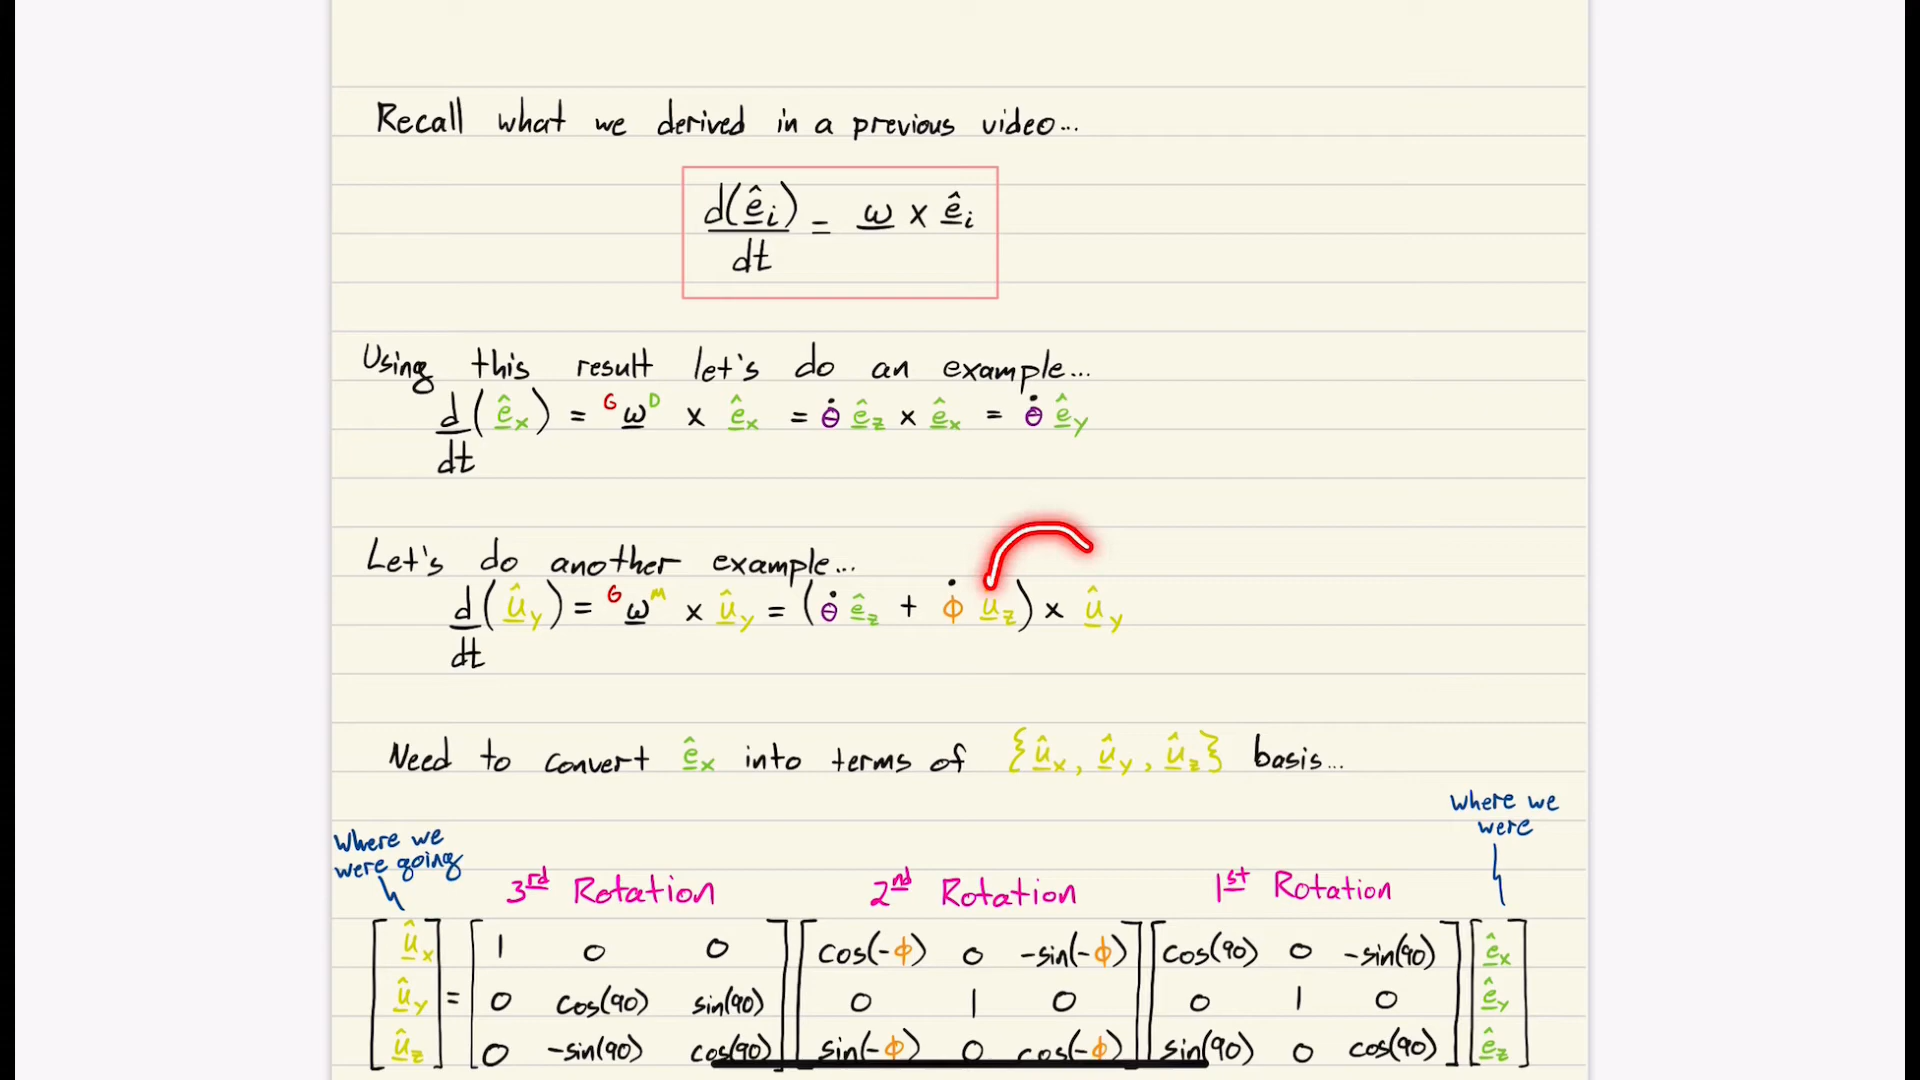 Recall what we derived in a previous video...
d(ê_i)/dt = ω × ê_i
Using this result let's do an example...
d/dt (ê_x) = ᴳω^D × ê_x = θ̇ ê_z × ê_x = θ̇ ê_y
Let's do another example...
d/dt (û_y) = ᴳω^M × û_y = (θ̇ ê_z + ϕ̇ u_z) × û_y
Need to convert ê_x into terms of {û_x, û_y, û_z} basis...
where we
were
Where we
were going
3rd Rotation 2nd Rotation 1st Rotation
[û_x] [1 0 0] [cos(-ϕ) 0 -sin(-ϕ)] [cos(90) 0 -sin(90)] [ê_x]
[û_y] = [0 cos(90) sin(90)] [0 1 0] [0 1 0] [ê_y]
[û_z] [0 -sin(90) cos(90)] [sin(-ϕ) 0 cos(-ϕ)] [sin(90) 0 cos(90)] [ê_z]